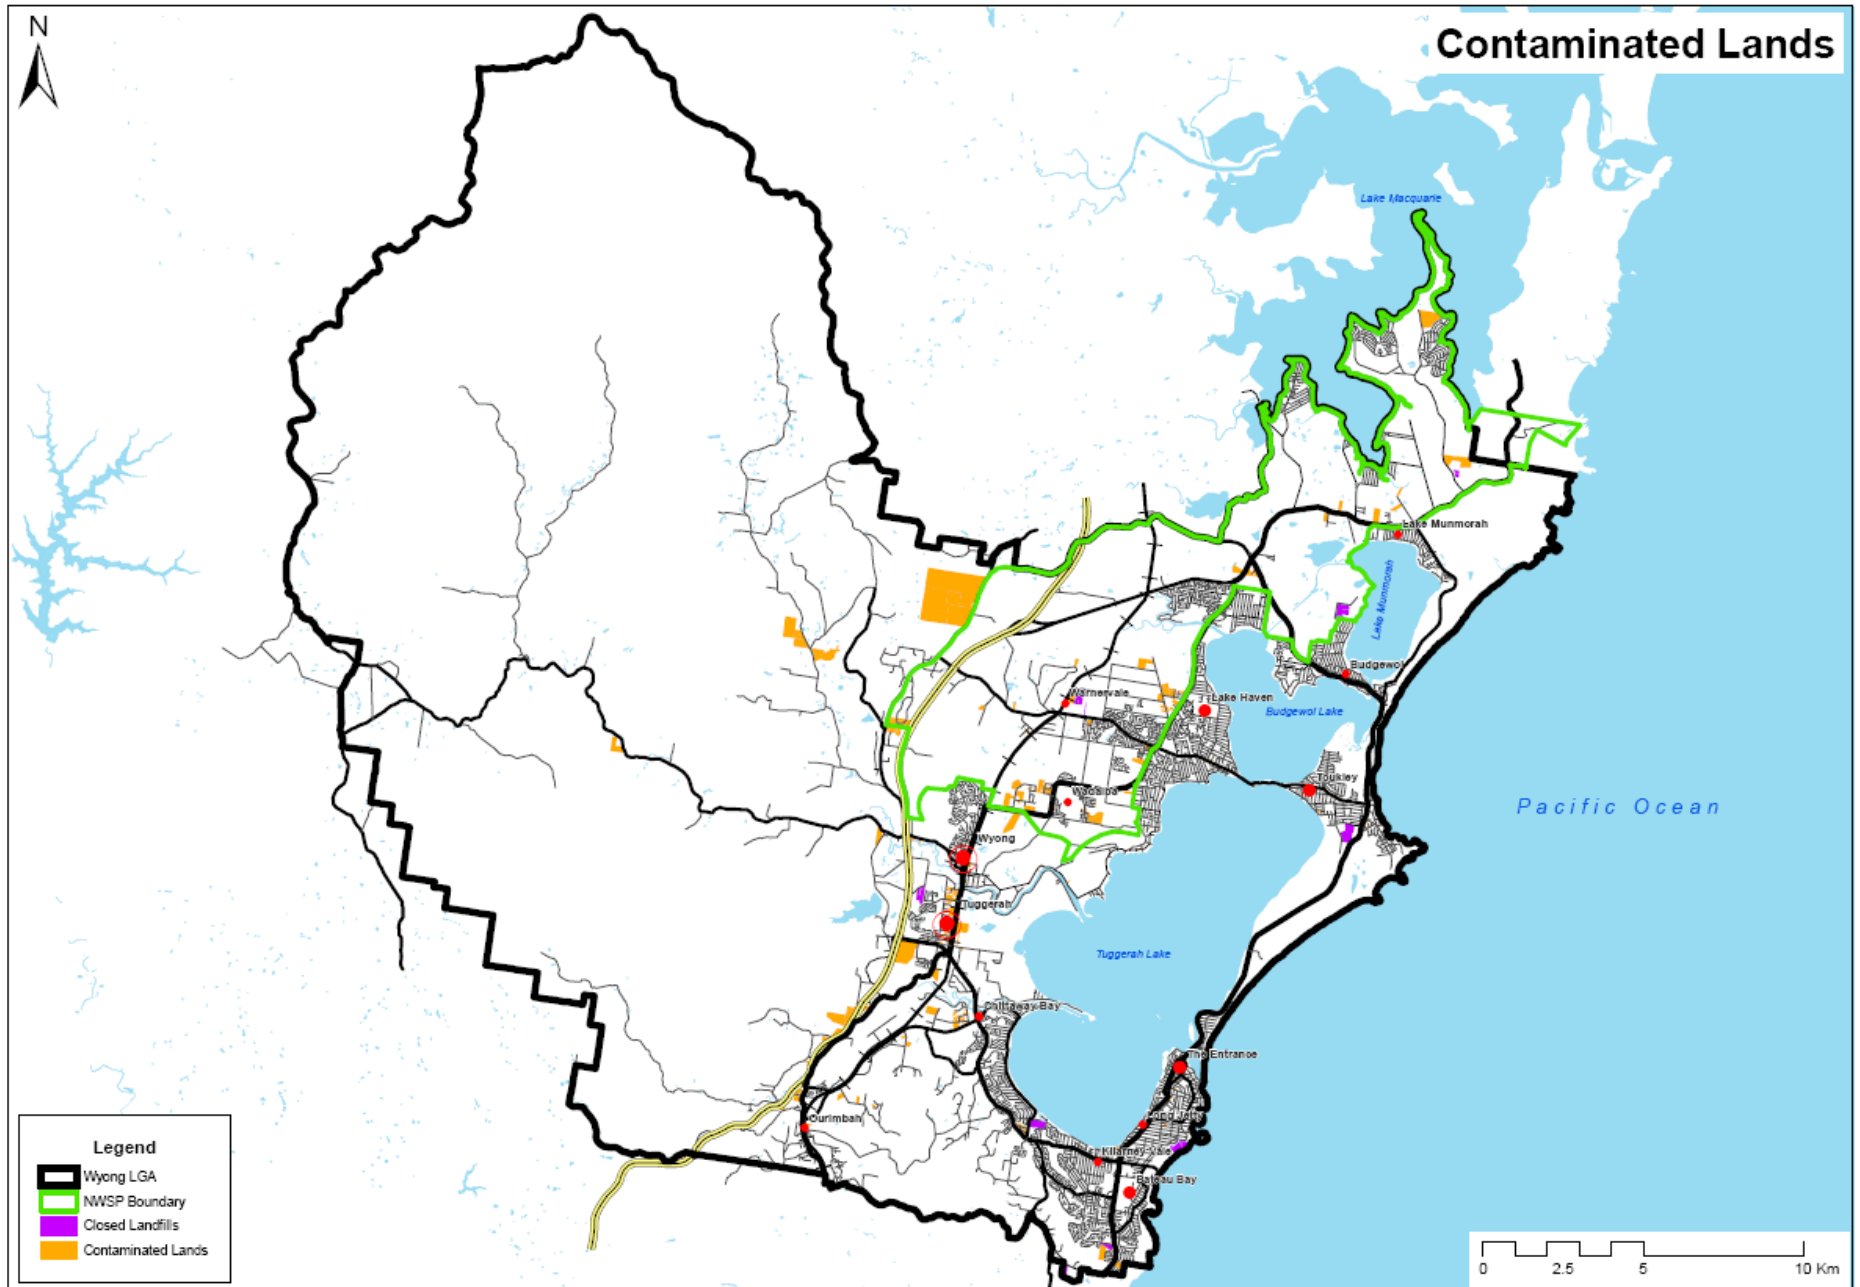 N
Contaminated Lands
Lake Macquarie
Lake Munmorah
Lake Munmorah
Budgewoi
Warnervale
Lake Haven
Budgewoi Lake
Toukley
Wadalba
Pacific Ocean
Wyong
Tuggerah
Tuggerah Lake
Chittaway Bay
The Entrance
Long Jetty
Ourimbah
Killarney Vale
Bateau Bay
Legend
Wyong LGA
NWSP Boundary
Closed Landfills
Contaminated Lands
0 2.5 5 10 Km